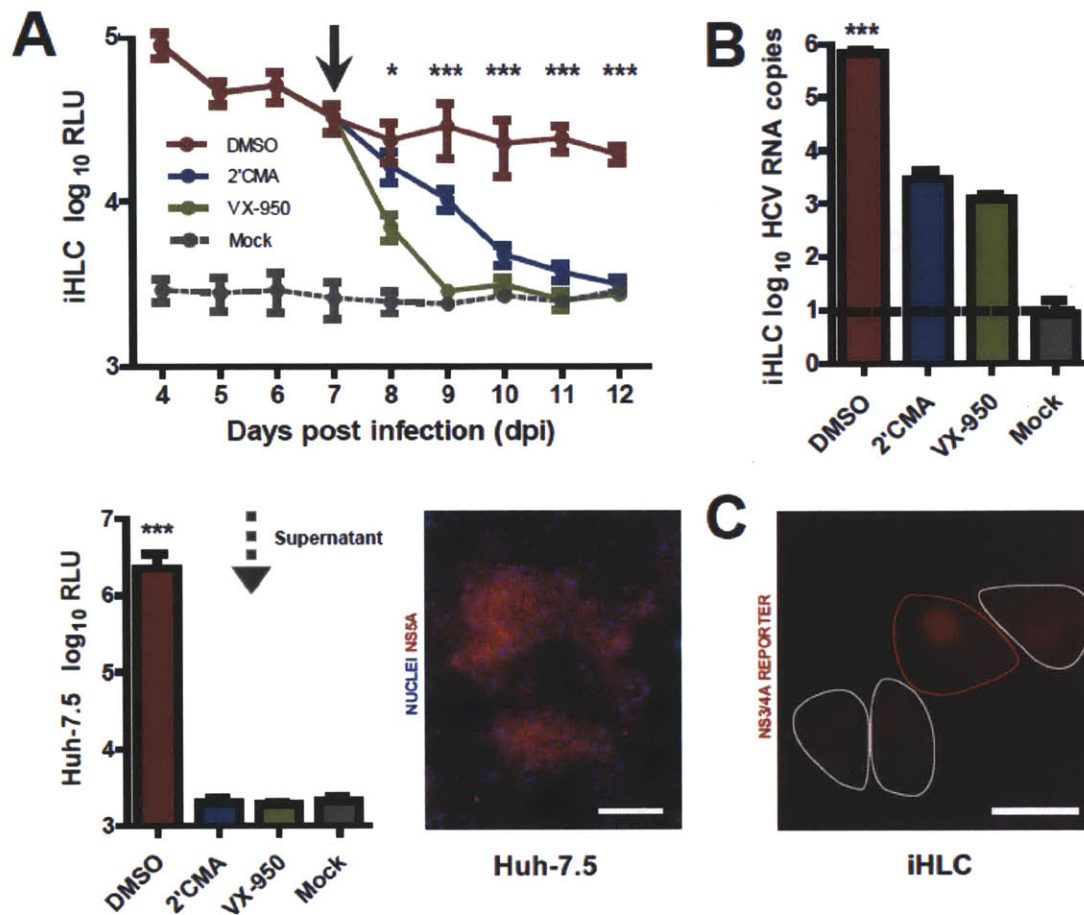 A
iHLC log10 RLU
5
4
3
* *** *** *** ***
DMSO
2'CMA
VX-950
Mock
4 5 6 7 8 9 10 11 12
Days post infection (dpi)
B
iHLC log10 HCV RNA copies
***
6
5
4
3
2
1
0
DMSO
2'CMA
VX-950
Mock
Huh-7.5 log10 RLU
7
6
5
4
3
***
Supernatant
DMSO
2'CMA
VX-950
Mock
NUCLEI NS5A
Huh-7.5
C
NS3/4A REPORTER
iHLC